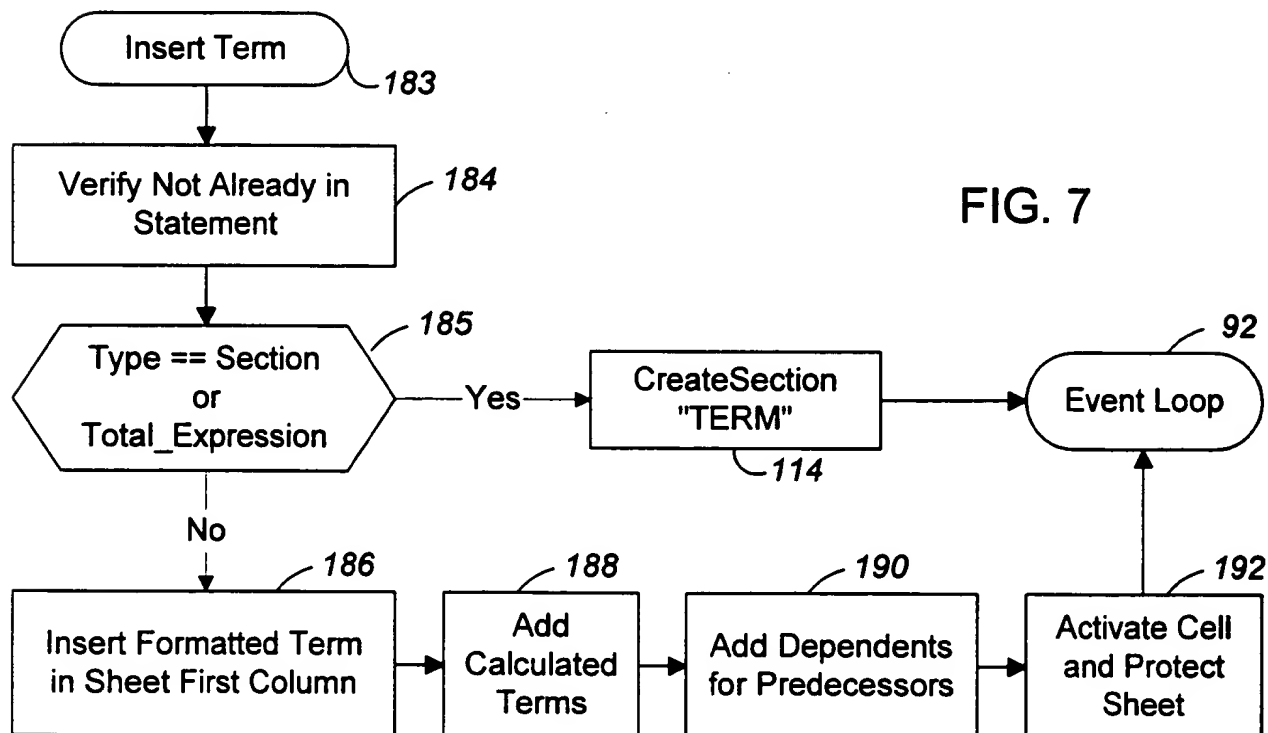 Insert Term
183
Verify Not Already in
Statement
184
FIG. 7
Type == Section
or
Total_Expression
185
Yes
CreateSection
"TERM"
114
92
Event Loop
No
186
Insert Formatted Term
in Sheet First Column
188
Add
Calculated
Terms
190
Add Dependents
for Predecessors
192
Activate Cell
and Protect
Sheet